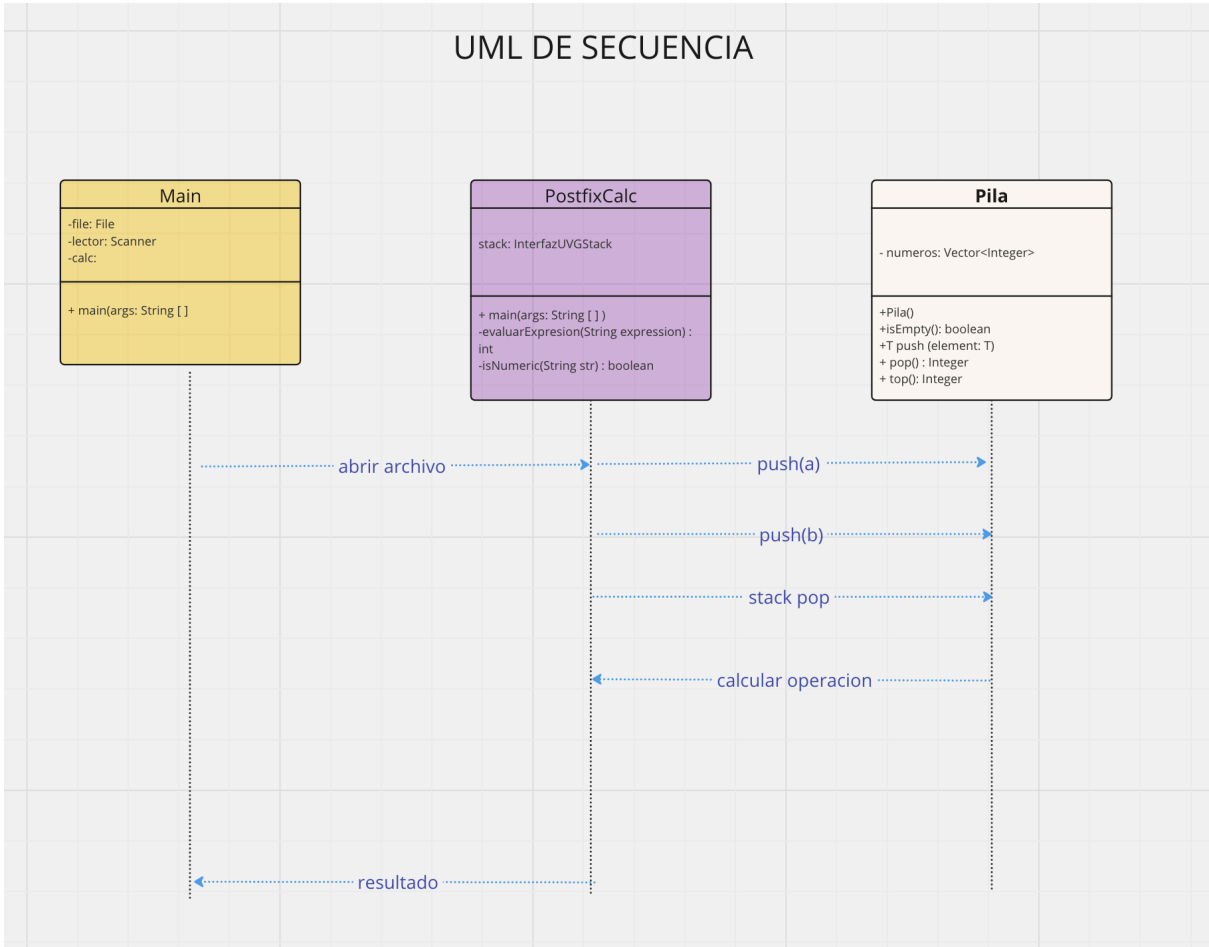 UML DE SECUENCIA
Main
-file: File
-lector: Scanner
-calc:
+ main(args: String [ ]
PostfixCalc
stack: InterfazUVGStack
+ main(args: String [ ] )
-evaluarExpresion(String expression) :
int
-isNumeric(String str) : boolean
Pila
- numeros: Vector<Integer>
+Pila()
+isEmpty(): boolean
+T push (element: T)
+ pop() : Integer
+ top(): Integer
abrir archivo
push(a)
push(b)
stack pop
calcular operacion
resultado